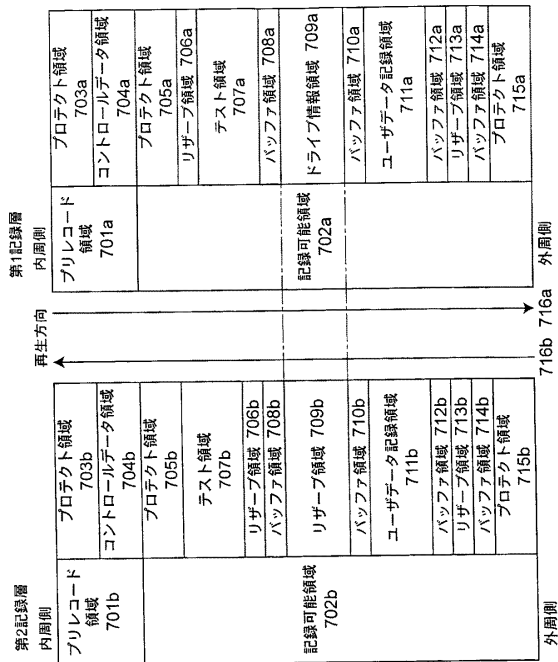 第1記録層
内周側
プリレコード
領域
701a
記録可能領域
702a
プロテクト領域
703a
コントロールデータ領域
704a
プロテクト領域
705a
リザーブ領域 706a
テスト領域
707a
バッファ領域 708a
ドライブ情報領域 709a
バッファ領域 710a
ユーザデータ記録領域
711a
バッファ領域 712a
リザーブ領域 713a
バッファ領域 714a
プロテクト領域
715a
外周側
再生方向
716b 716a
第2記録層
内周側
プリレコード
領域
701b
記録可能領域
702b
プロテクト領域
703b
コントロールデータ領域
704b
プロテクト領域
705b
テスト領域
707b
リザーブ領域 706b
バッファ領域 708b
リザーブ領域
709b
バッファ領域 710b
ユーザデータ記録領域
711b
バッファ領域 712b
リザーブ領域 713b
バッファ領域 714b
プロテクト領域
715b
外周側